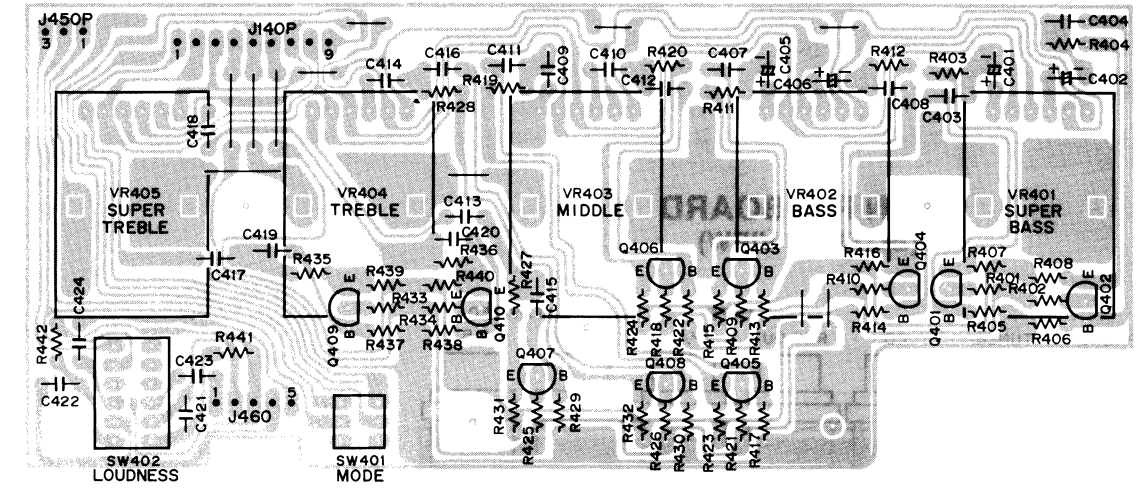 J450P
3 1
J140P
1 9
C414
C416
C411
R419
R428
C409
C410
R420
C412
C407
R411
C405
C406
R412
C408
R403
C403
C401
C404
R404
C402
C418
VR405
SUPER
TREBLE
VR404
TREBLE
VR403
MIDDLE
VR402
BASS
VR401
SUPER
BASS
BOARD
C413
C420
R436
C419
R435
C417
C424
R442
R439
R433
R434
R437
R440
R438
E
B
Q409
E
B
Q410
R427
C415
Q406
E B
Q403
E B
R424
R418
R422
R415
R409
R413
R416
R410
R414
E
B
Q404
Q401
E
B
R407
R401
R402
R405
R408
R406
E
B
Q402
R441
C423
C422
C421
1 5
J460
Q407
E B
R431
R425
R429
Q408
E B
Q405
E B
R432
R426
R430
R423
R421
R417
SW402
LOUDNESS
SW401
MODE